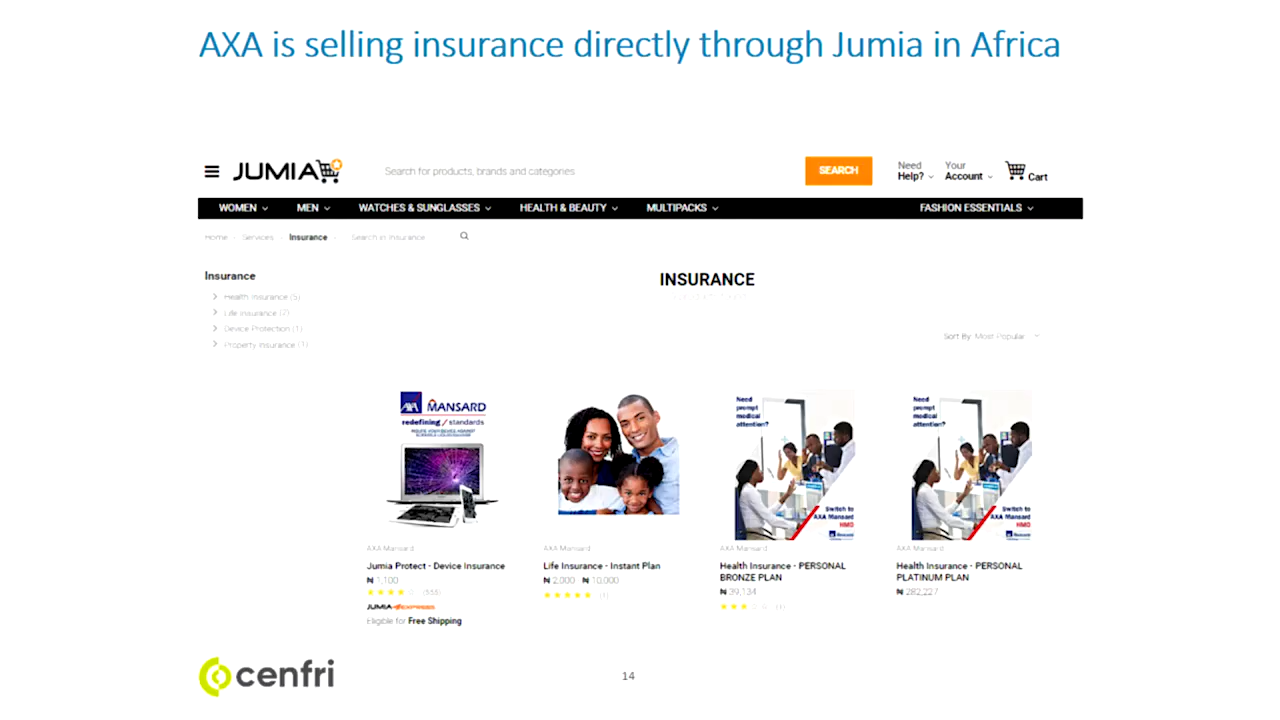 AXA is selling insurance directly through Jumia in Africa
JUMIA
Search for products, brands and categories
SEARCH
Need Help?
Your Account
Cart
WOMEN MEN WATCHES & SUNGLASSES HEALTH & BEAUTY MULTIPACKS FASHION ESSENTIALS
Home Services Insurance Search in Insurance
Insurance
INSURANCE
Health Insurance (5)
Life Insurance (7)
Device Protection (1)
Property Insurance (1)
Sort By: Most Popular
AXA MANSARD
redefining / standards
Need prompt medical attention?
Switch to AXA Mansard HMO
Need prompt medical attention?
Switch to AXA Mansard HMO
AXA Mansard
Jumia Protect - Device Insurance
₦ 1,100
JUMIA EXPRESS
Eligible for Free Shipping
AXA Mansard
Life Insurance - Instant Plan
₦ 2,000 ₦ 10,000
(1)
AXA Mansard
Health Insurance - PERSONAL
BRONZE PLAN
₦ 39,134
(1)
AXA Mansard
Health Insurance - PERSONAL
PLATINUM PLAN
₦ 282,227
cenfri
14